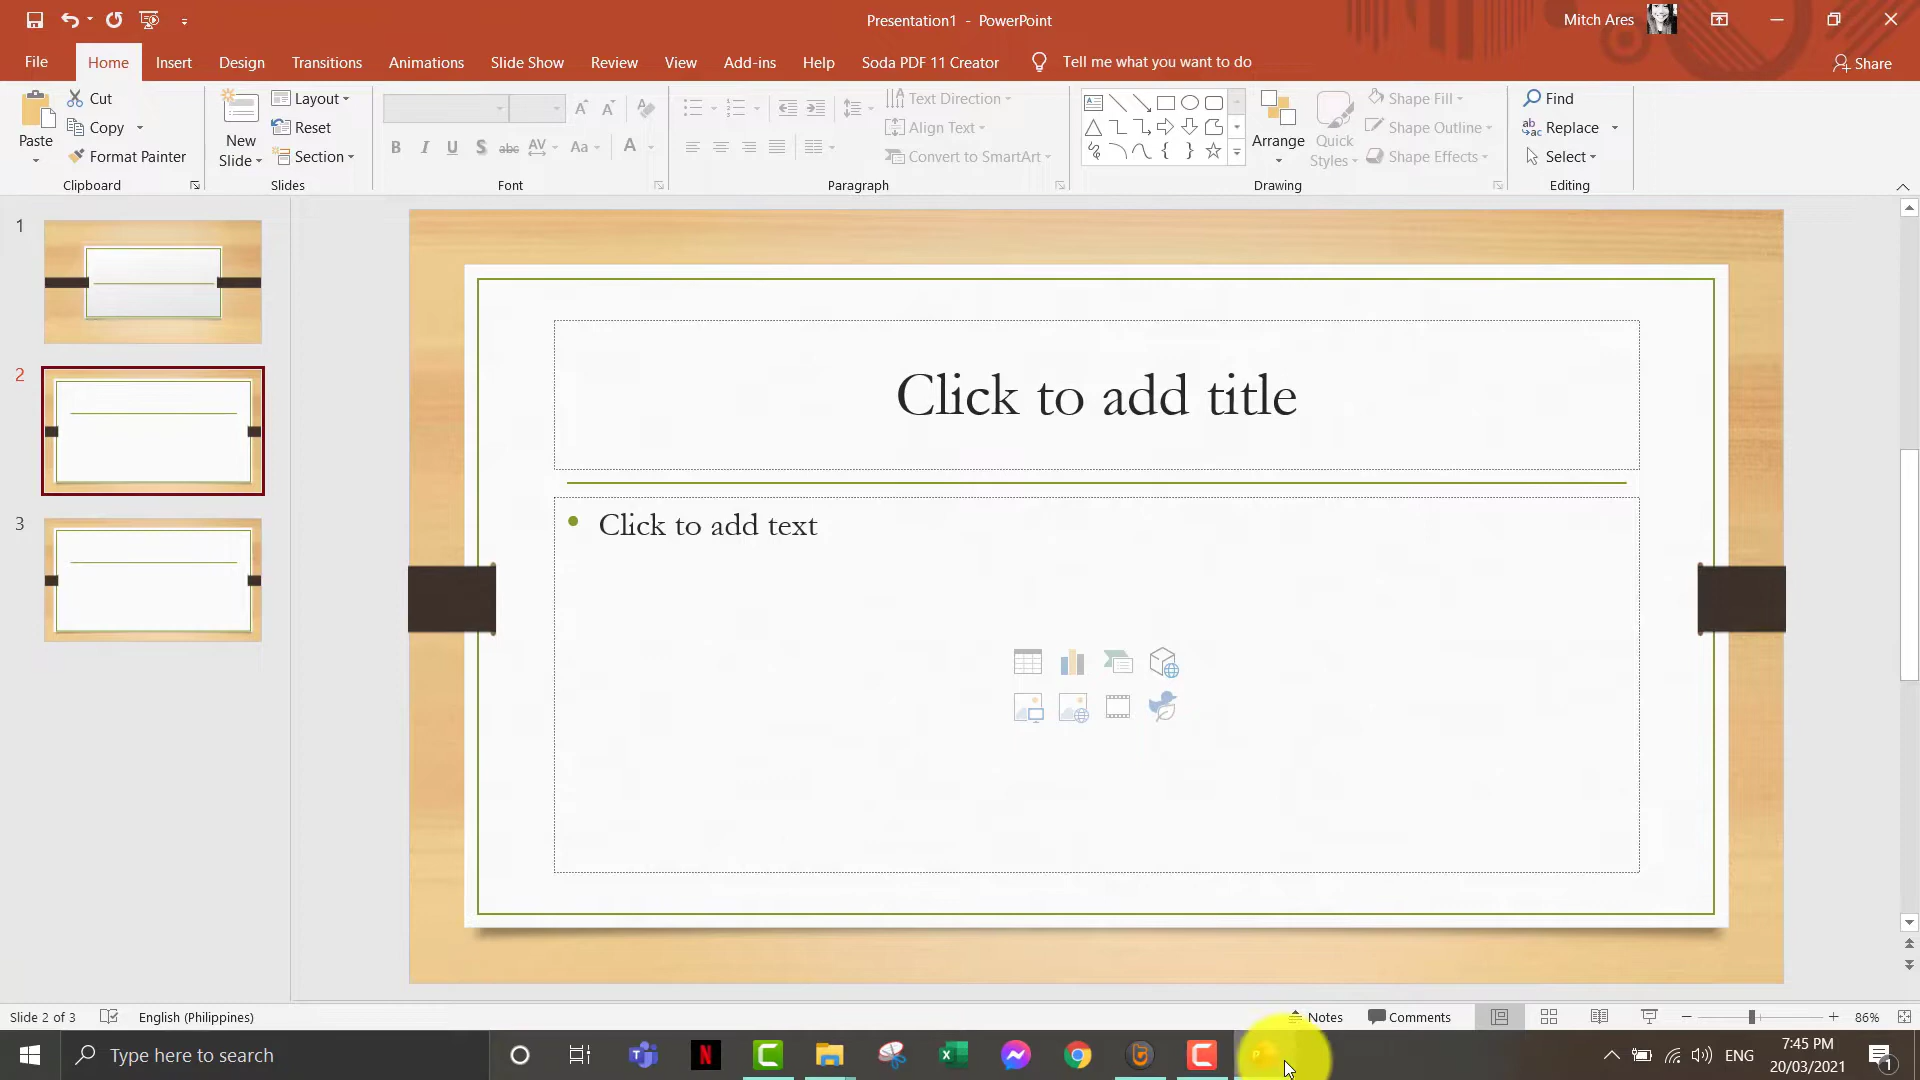 Presentation1 - PowerPoint
Mitch Ares
File Home Insert Design Transitions Animations Slide Show Review View Add-ins Help Soda PDF 11 Creator Tell me what you want to do Share
Paste
Cut
Copy
Format Painter
Clipboard
New
Slide
Layout
Reset
Section
Slides
B I U S abc AV Aa A
Font
Text Direction
Align Text
Convert to SmartArt
Paragraph
Arrange
Quick
Styles
Shape Fill
Shape Outline
Shape Effects
Drawing
Find
Replace
Select
Editing
1
2
3
Click to add title
• Click to add text
Slide 2 of 3 English (Philippines) Notes Comments 86%
Type here to search
ENG
7:45 PM
20/03/2021
1